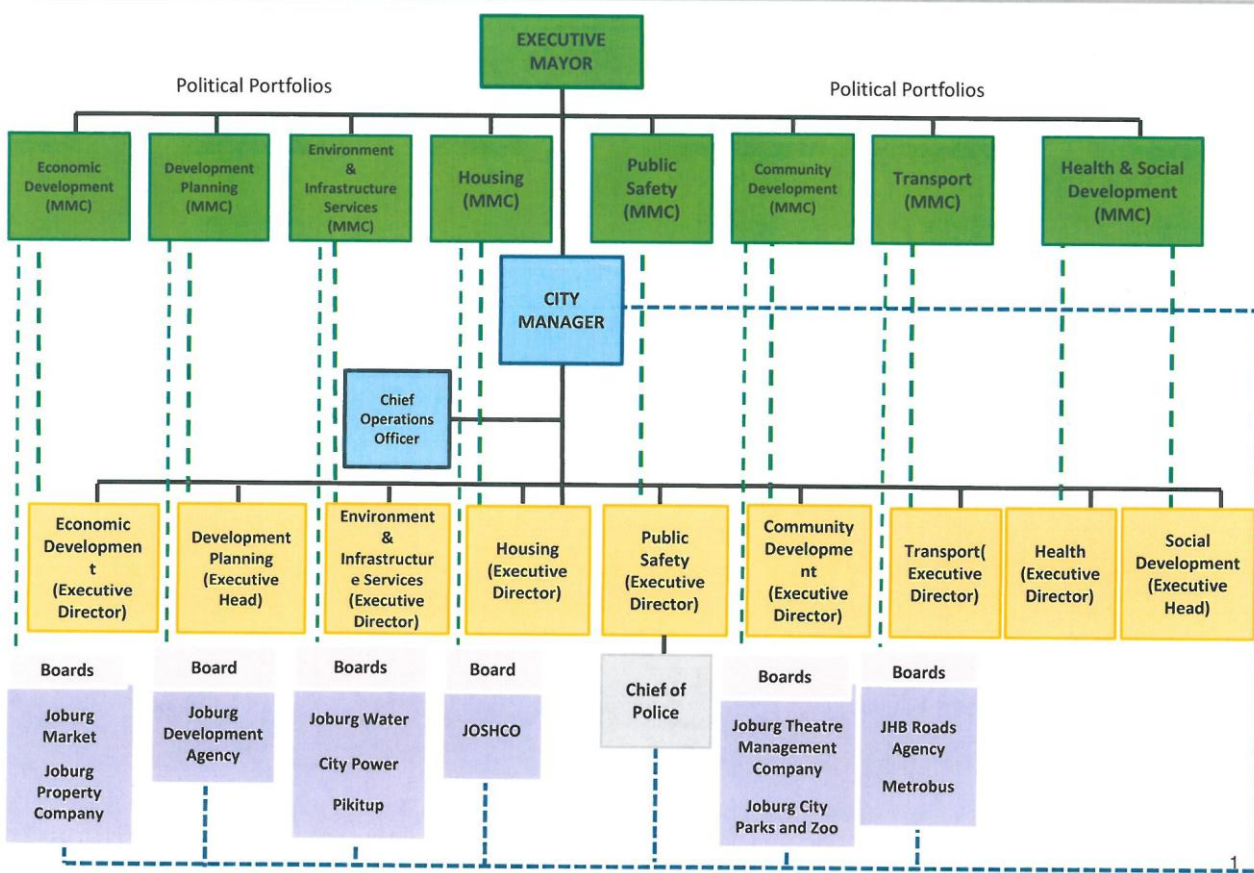 EXECUTIVE
MAYOR
Political Portfolios
Political Portfolios
Economic
Development
(MMC)
Development
Planning
(MMC)
Environment
&
Infrastructure
Services
(MMC)
Housing
(MMC)
Public
Safety
(MMC)
Community
Development
(MMC)
Transport
(MMC)
Health & Social
Development
(MMC)
CITY
MANAGER
Chief
Operations
Officer
Economic
Developmen
t
(Executive
Director)
Development
Planning
(Executive
Head)
Environment
&
Infrastructur
e Services
(Executive
Director)
Housing
(Executive
Director)
Public
Safety
(Executive
Director)
Community
Developme
nt
(Executive
Director)
Transport(
Executive
Director)
Health
(Executive
Director)
Social
Development
(Executive
Head)
Boards
Joburg
Market
Joburg
Property
Company
Board
Joburg
Development
Agency
Boards
Joburg Water
City Power
Pikitup
Board
JOSHCO
Chief of
Police
Boards
Joburg Theatre
Management
Company
Joburg City
Parks and Zoo
Boards
JHB Roads
Agency
Metrobus
1